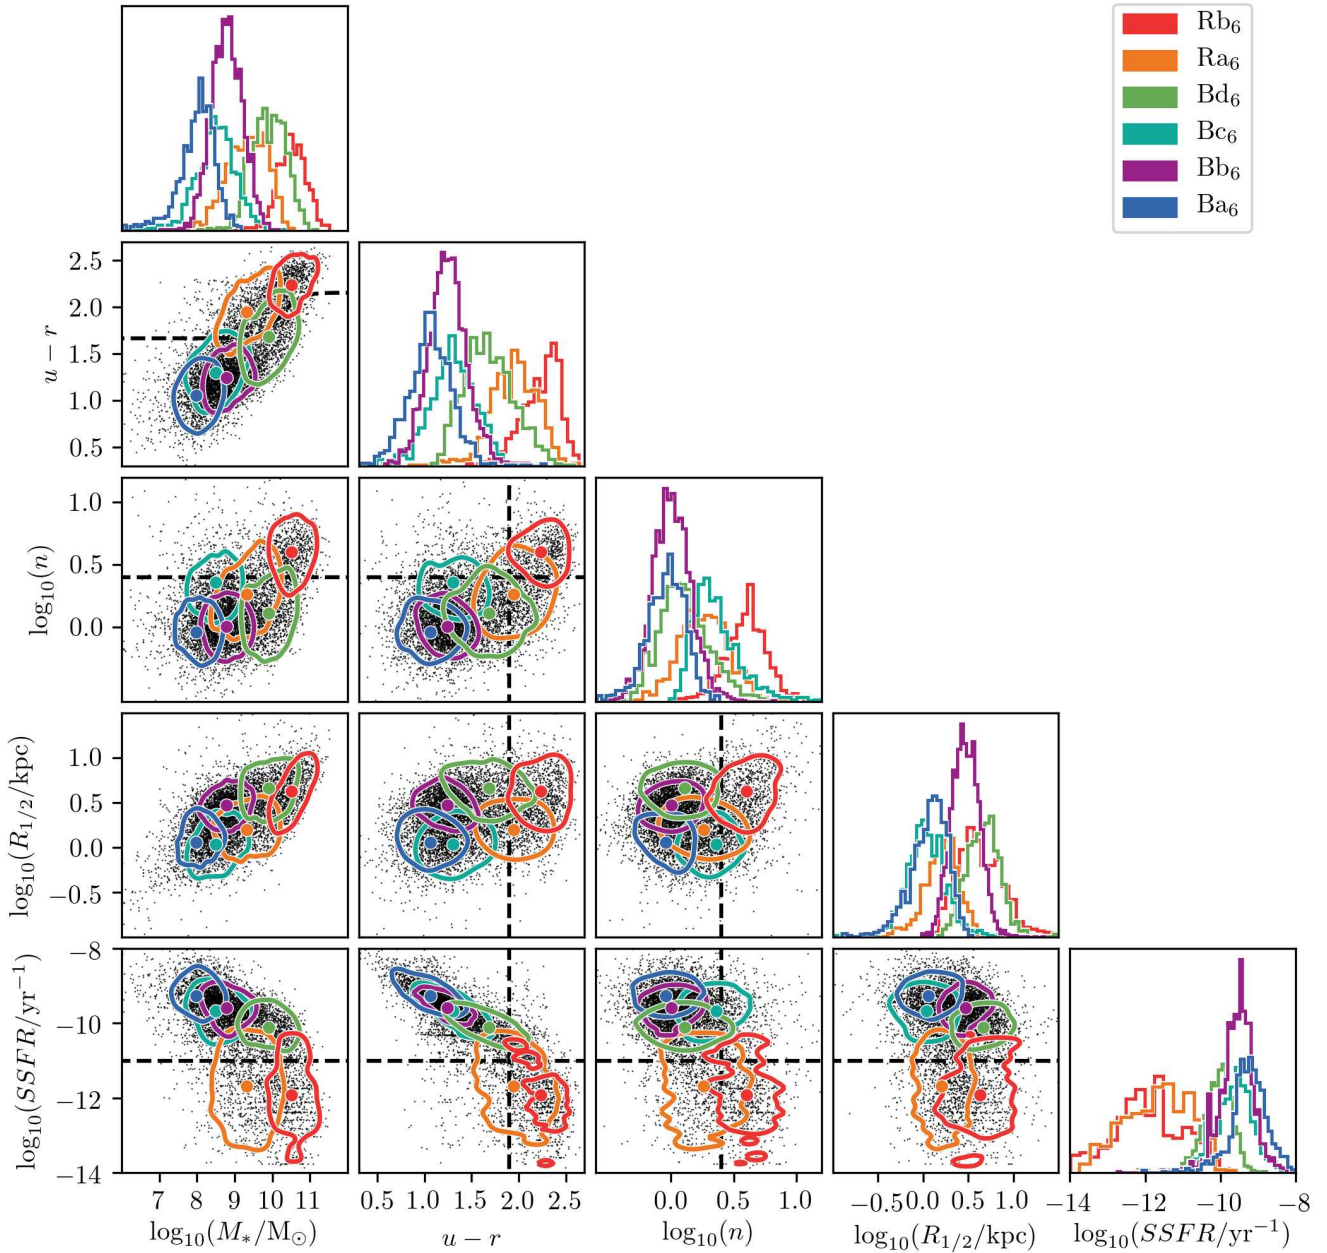 Rb₆
Ra₆
Bd₆
Bc₆
Bb₆
Ba₆
2.5
2.0
1.5
1.0
0.5
u − r
1.0
0.5
0.0
log₁₀(n)
1.0
0.5
0.0
−0.5
log₁₀(R₁/₂/kpc)
−8
−10
−12
−14
log₁₀(SSFR/yr⁻¹)
7 8 9 10 11
0.5 1.0 1.5 2.0 2.5
0.0 0.5 1.0
−0.5 0.0 0.5 1.0
−14 −12 −10 −8
log₁₀(M*/M☉)
u − r
log₁₀(n)
log₁₀(R₁/₂/kpc)
log₁₀(SSFR/yr⁻¹)